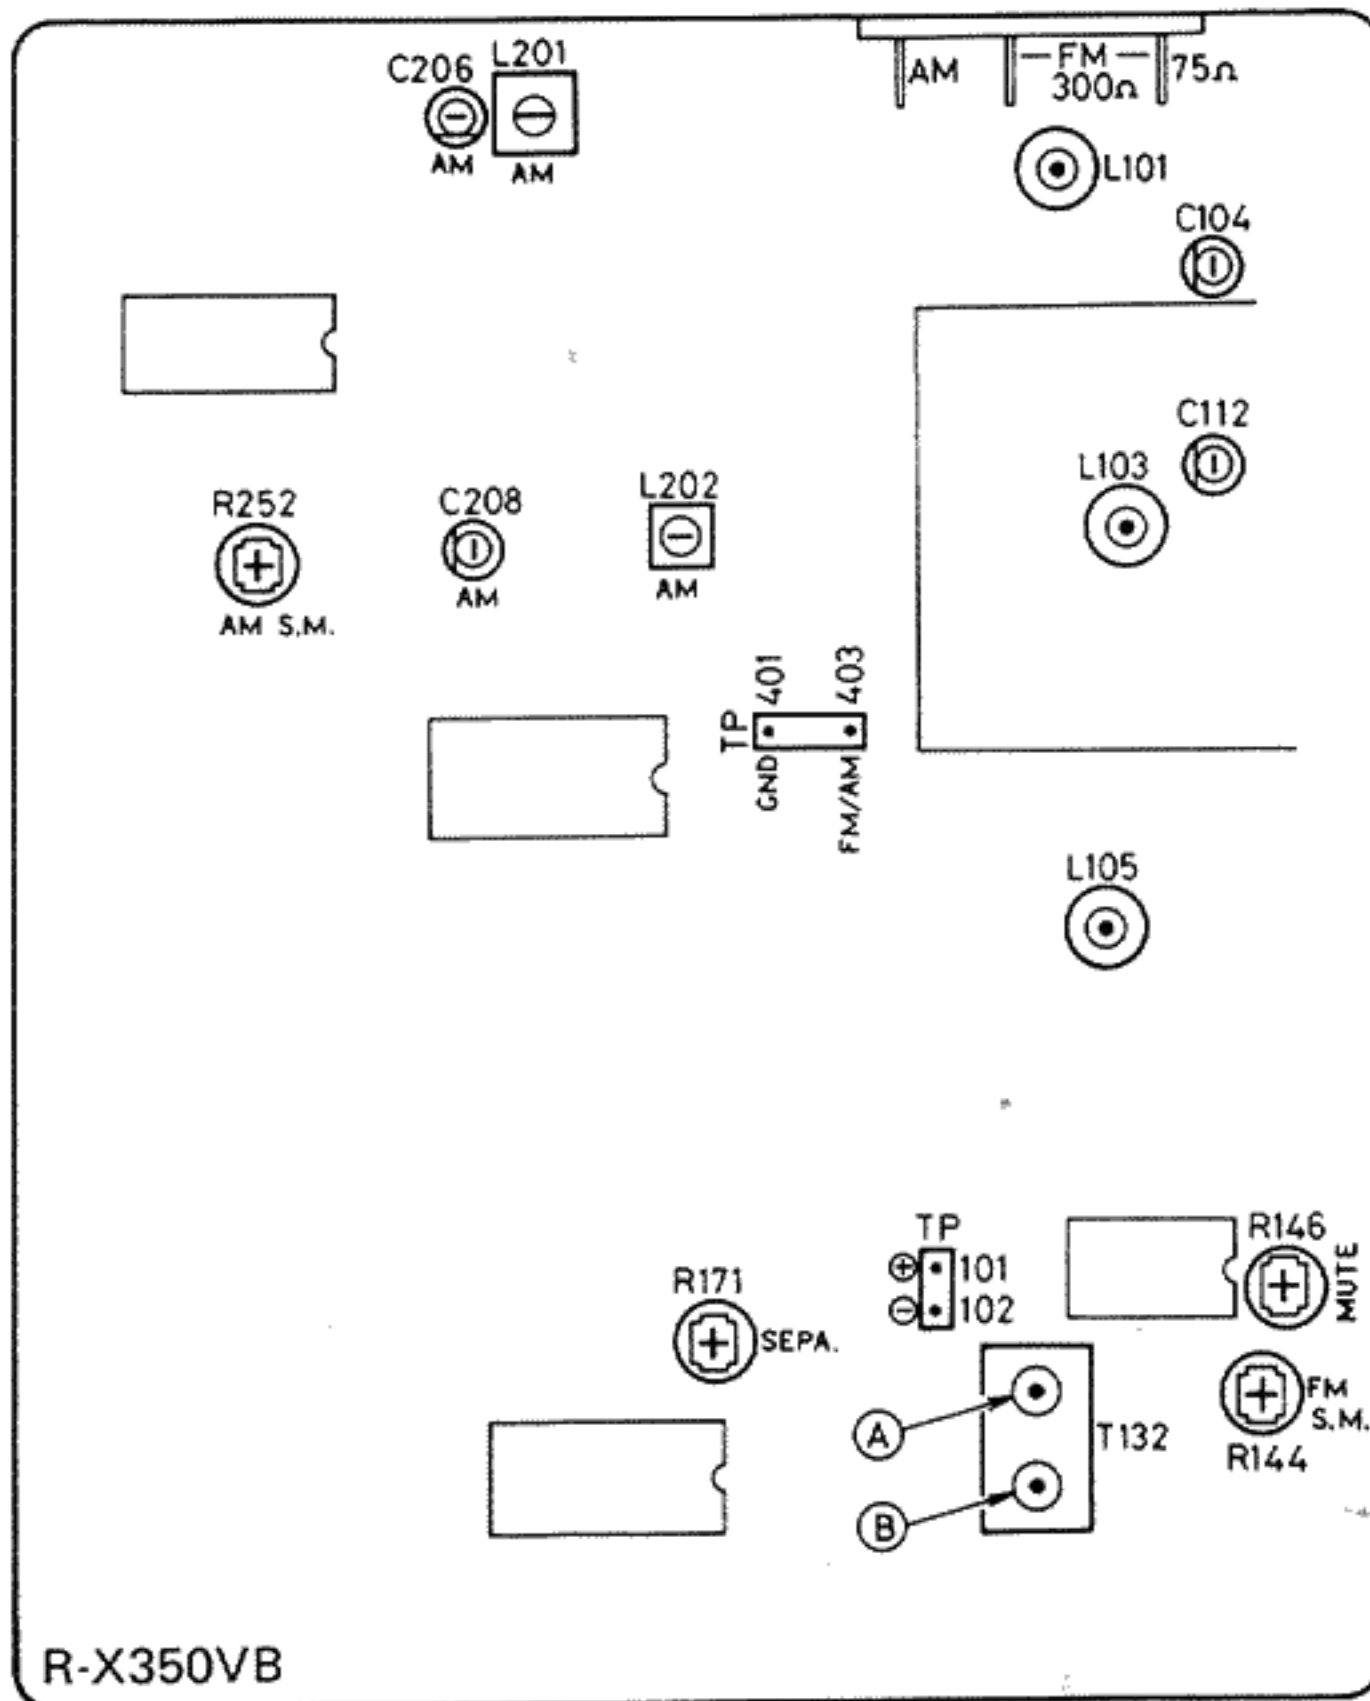 C206 L201
AM
AM
AM
FM
300Ω
75Ω
L101
C104
C112
L103
R252
AM S.M.
C208
AM
L202
AM
TP
401
403
GND
FM/AM
L105
TP
⊕ 101
⊖ 102
R146
MUTE
R171
SEPA.
A
B
T132
FM
S.M.
R144
R-X350VB